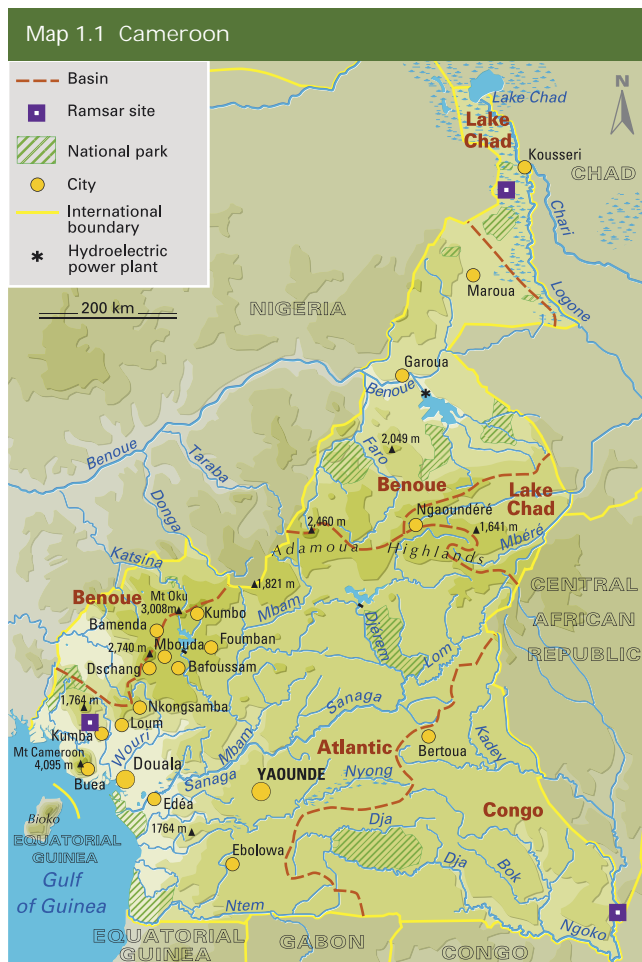 Map 1.1 Cameroon
Basin
Ramsar site
National park
City
International
boundary
* Hydroelectric
power plant
200 km
N
Lake Chad
Lake
Chad
Kousseri
CHAD
Chari
Logone
Maroua
NIGERIA
Garoua
Benoue
*
2,049 m
Faro
Benoue
Taraba
Benoue
Donga
Lake
Chad
Ngaoundéré
2,460 m
1,641 m
Mbéré
Adamoua Highlands
Katsina
1,821 m
CENTRAL
AFRICAN
REPUBLIC
Benoue
Mt Oku
3,008m
Kumbo
Mbam
Bamenda
Foumban
Mbouda
2,740 m
Djerem
Lom
Dschang
Bafoussam
1,764 m
Nkongsamba
Sanaga
Loum
Kumba
Wouri
Mbam
Atlantic
Bertoua
Kadey
Mt Cameroon
4,095 m
Douala
Buea
Sanaga
YAOUNDE
Nyong
Edéa
Congo
Bioko
1764 m
Dja
EQUATORIAL
GUINEA
Ebolowa
Dja
Bok
Gulf
of Guinea
Ntem
Ngoko
EQUATORIAL
GUINEA
GABON
CONGO